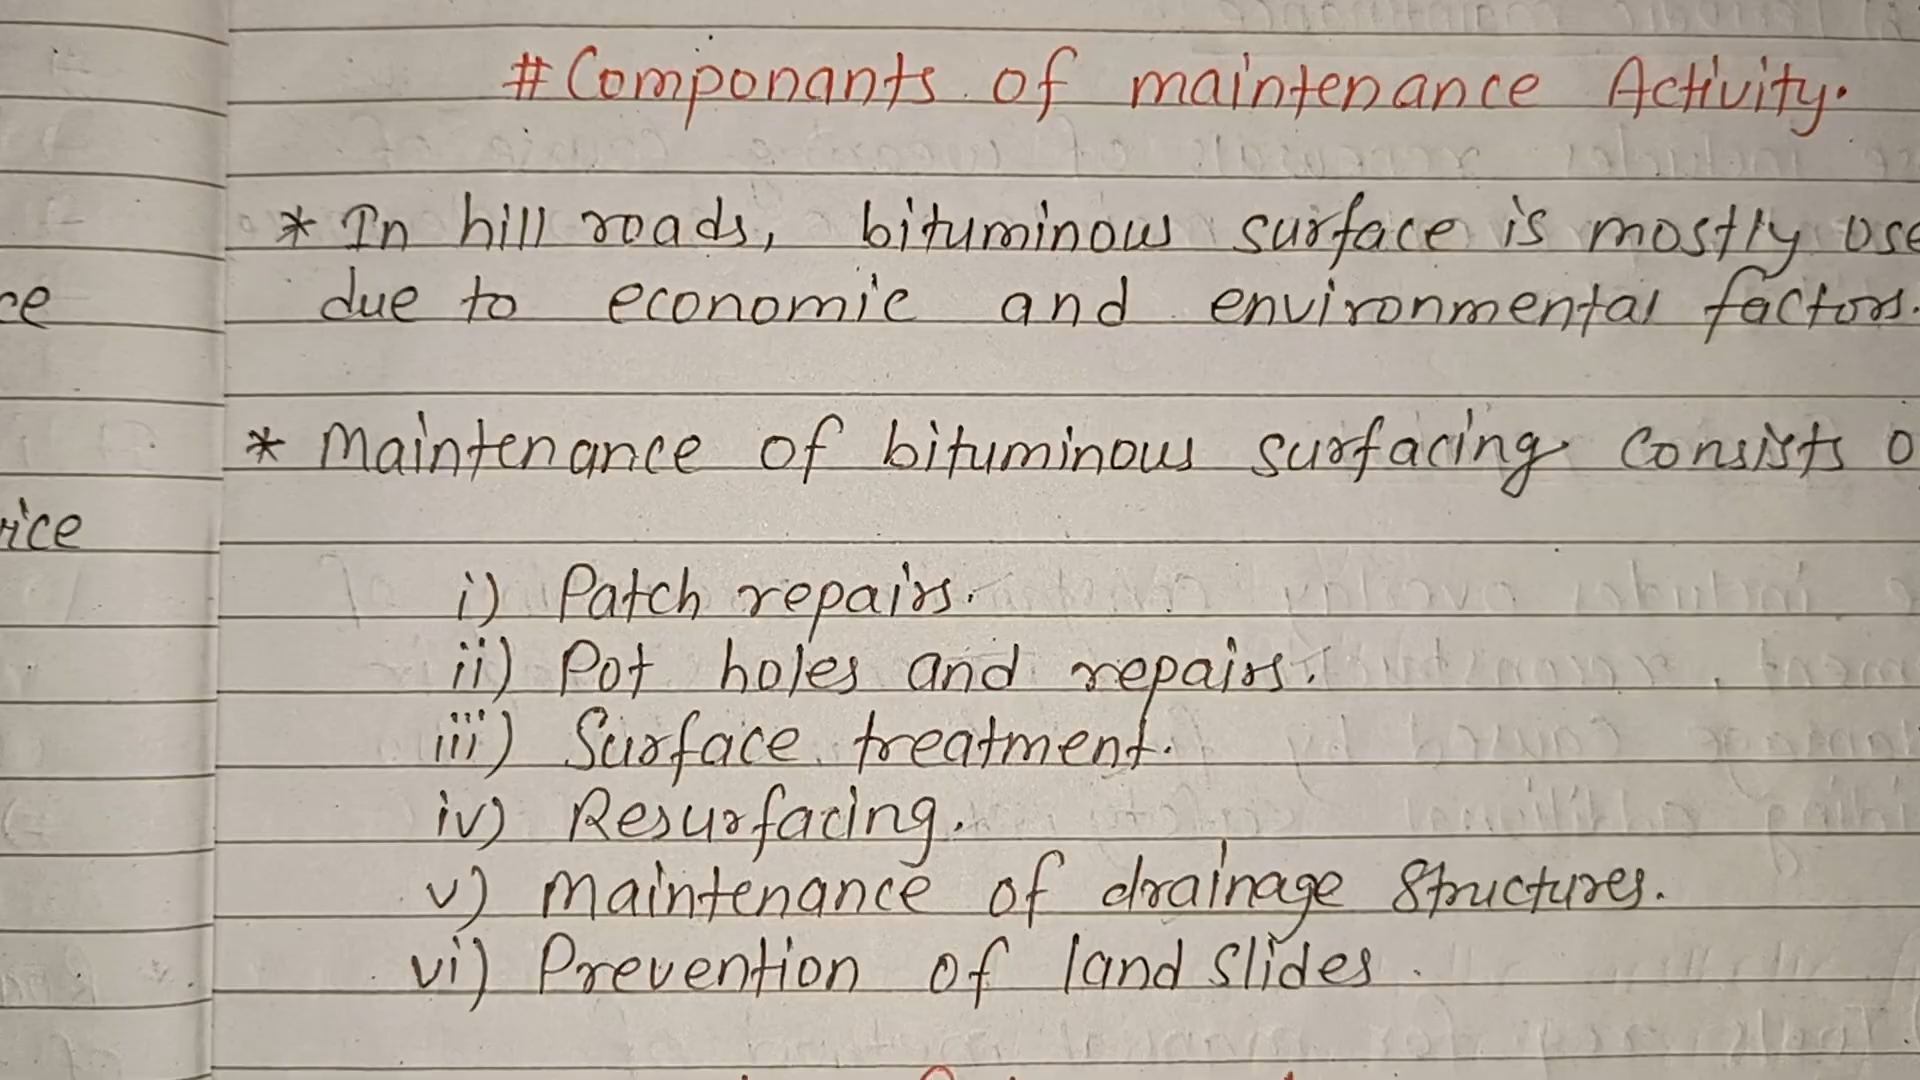 #Componants of maintenance Activity.
* In hill roads, bituminous surface is mostly use
due to economic and environmental factors.
re
* Maintenance of bituminous surfacing consists o
rice
i) Patch repairs.
ii) Pot holes and repairs.
iii) Surface treatment.
iv) Resurfacing.
v) Maintenance of drainage structures.
vi) Prevention of land slides.